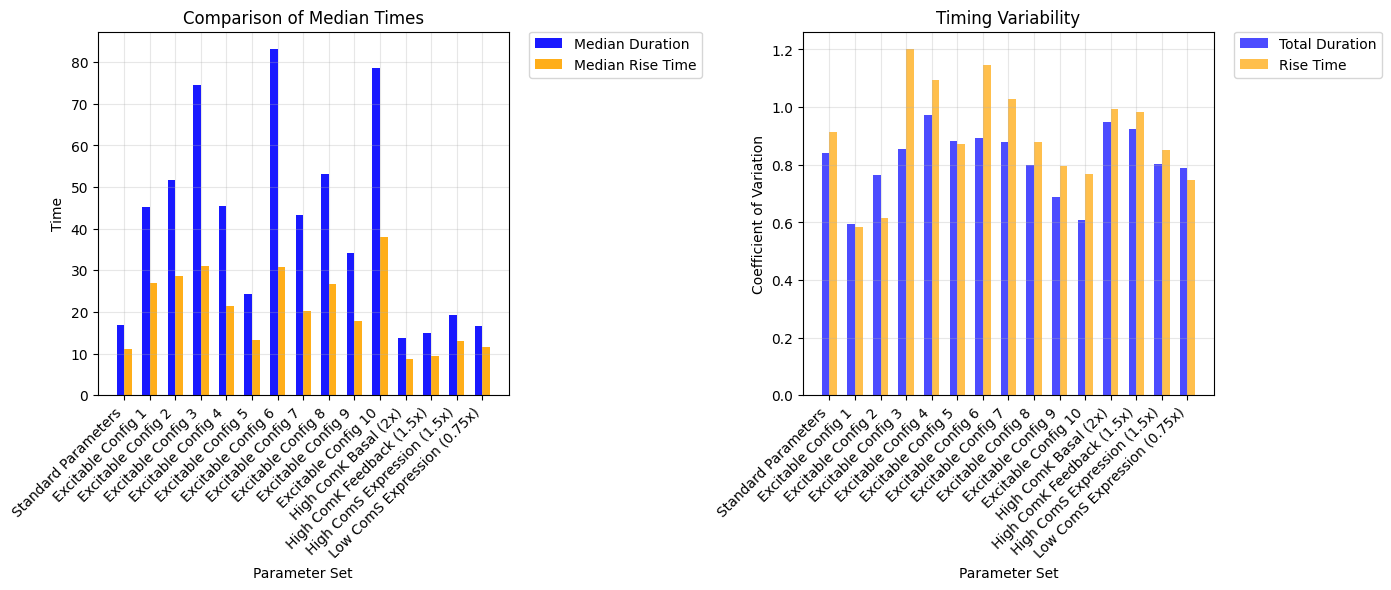 Comparison of Median Times
Time
80
70
60
50
40
30
20
10
0
Standard Parameters
Excitable Config 1
Excitable Config 2
Excitable Config 3
Excitable Config 4
Excitable Config 5
Excitable Config 6
Excitable Config 7
Excitable Config 8
Excitable Config 9
Excitable Config 10
High ComK Basal (2x)
High ComK Feedback (1.5x)
High ComS Expression (1.5x)
Low ComS Expression (0.75x)
Parameter Set
Median Duration
Median Rise Time
Timing Variability
Coefficient of Variation
1.2
1.0
0.8
0.6
0.4
0.2
0.0
Standard Parameters
Excitable Config 1
Excitable Config 2
Excitable Config 3
Excitable Config 4
Excitable Config 5
Excitable Config 6
Excitable Config 7
Excitable Config 8
Excitable Config 9
Excitable Config 10
High ComK Basal (2x)
High ComK Feedback (1.5x)
High ComS Expression (1.5x)
Low ComS Expression (0.75x)
Parameter Set
Total Duration
Rise Time